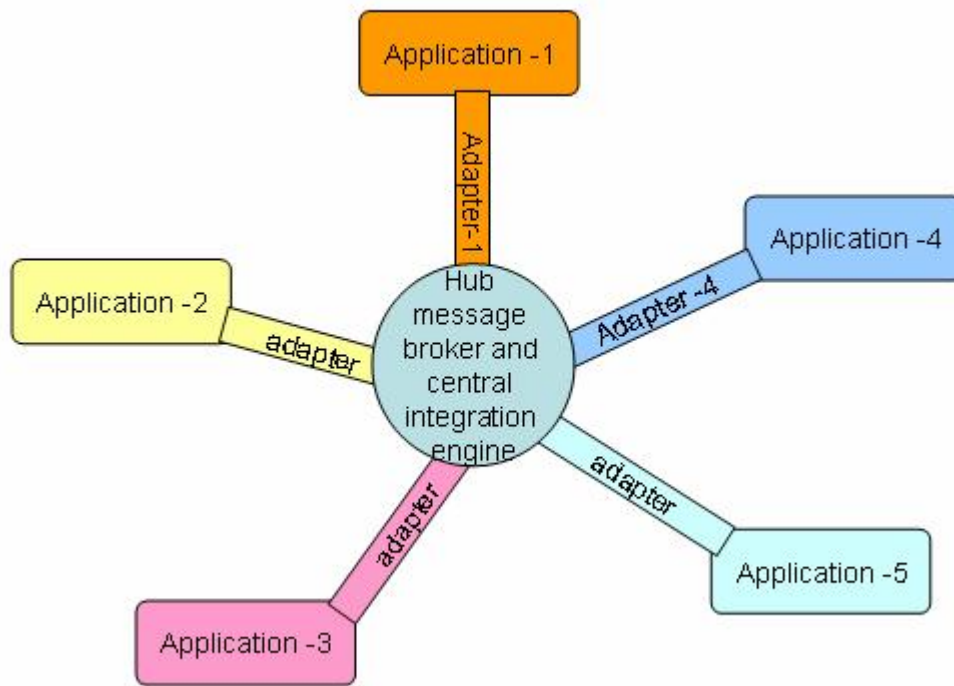 Application -1
Adapter-1
Application -4
Adapter -4
Application -2
adapter
Hub
message
broker and
central
integration
engine
adapter
Application -5
adapter
Application -3